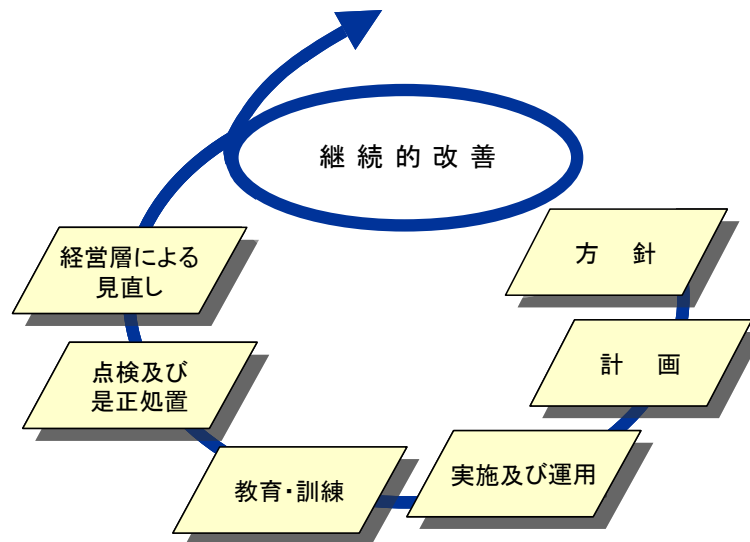 継続的改善
方針
計画
実施及び運用
教育・訓練
点検及び
是正処置
経営層による
見直し